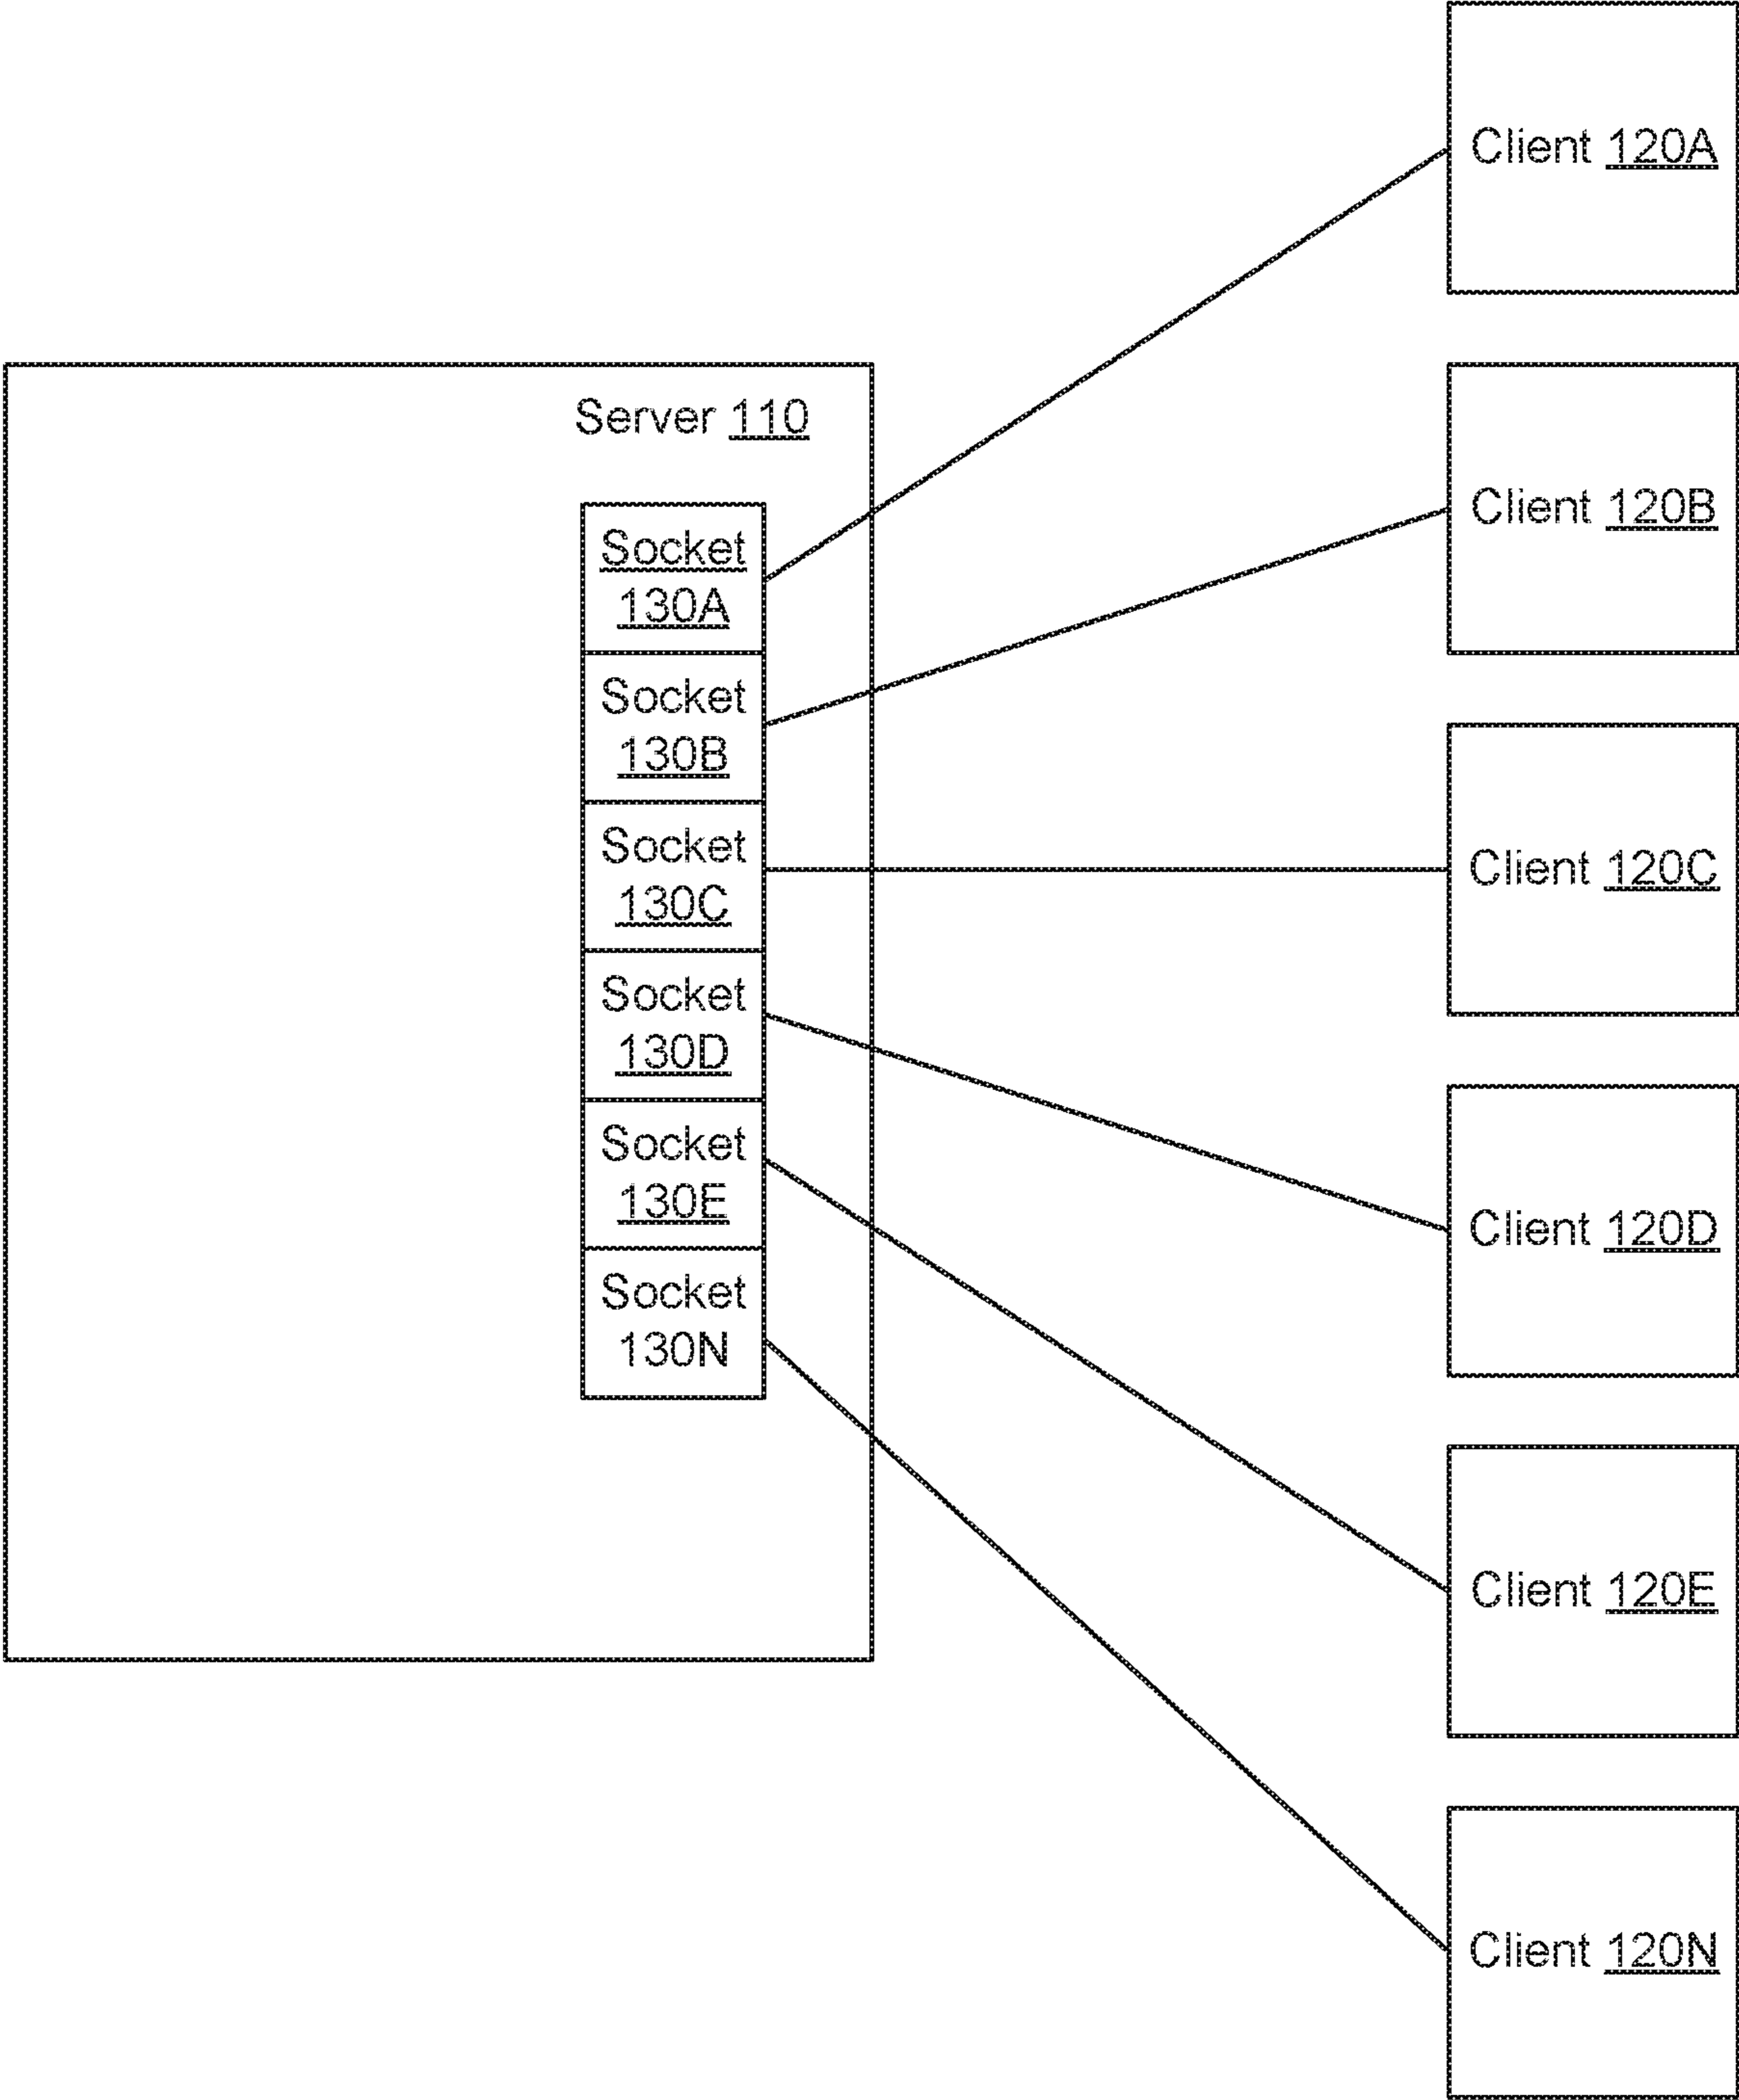 Client 120A
Server 110
Client 120B
Socket
130A
Socket
130B
Socket
130C
Client 120C
Socket
130D
Socket
130E
Client 120D
Socket
130N
Client 120E
Client 120N